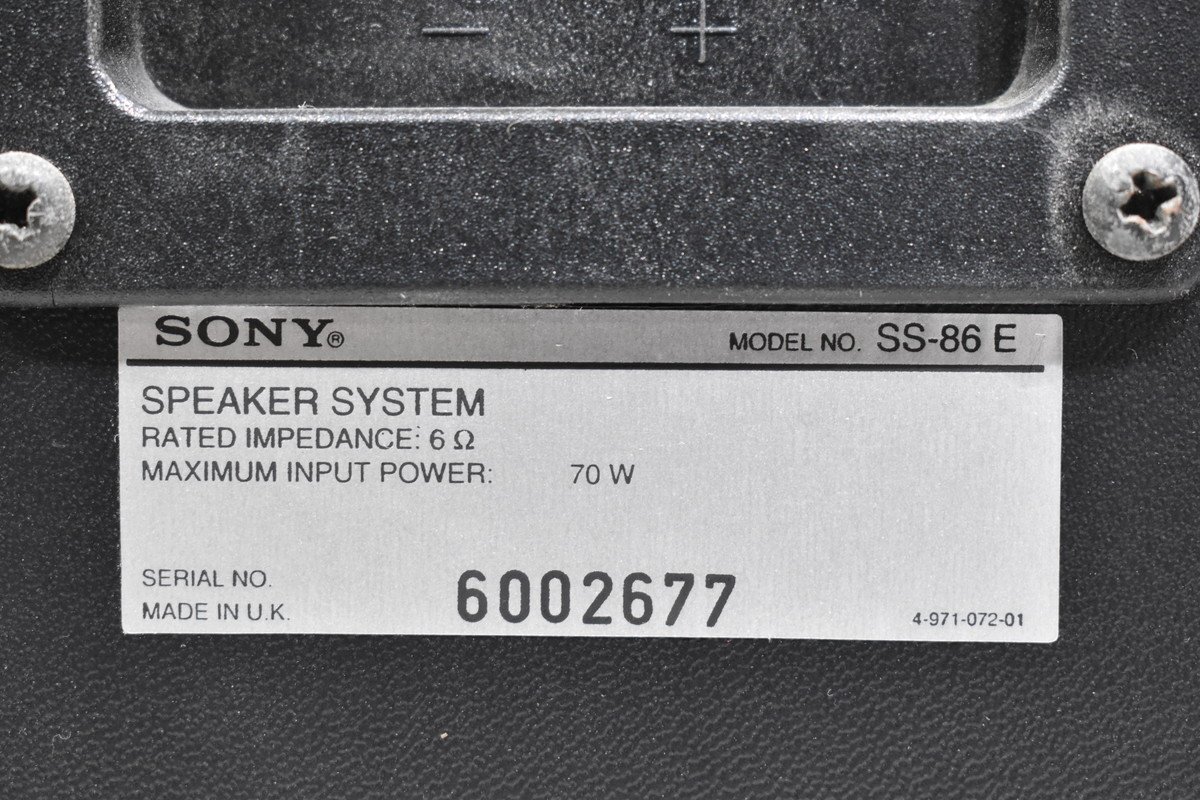 — +
SONY®
MODEL NO. SS-86 E
SPEAKER SYSTEM
RATED IMPEDANCE: 6 Ω
MAXIMUM INPUT POWER: 70 W
SERIAL NO. 6002677
MADE IN U.K.
4-971-072-01